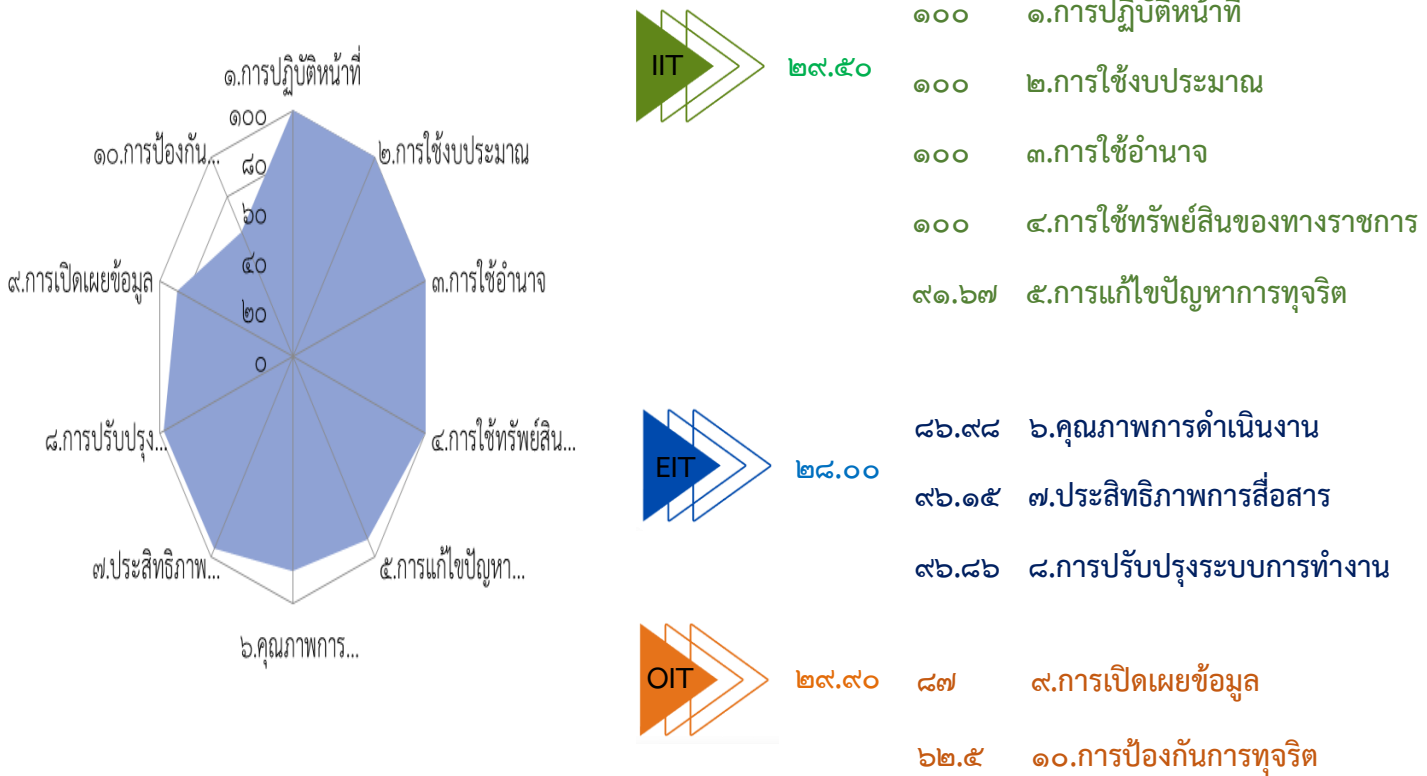 ๑.การปฏิบัติหน้าที่
๒.การใช้งบประมาณ
๓.การใช้อำนาจ
๔.การใช้ทรัพย์สิน...
๕.การแก้ไขปัญหา...
๖.คุณภาพการ...
๗.ประสิทธิภาพ...
๘.การปรับปรุง...
๙.การเปิดเผยข้อมูล
๑๐.การป้องกัน...
๑๐๐
๘๐
๖๐
๔๐
๒๐
๐
IIT ๒๙.๕๐
๑๐๐ ๑.การปฏิบัติหน้าที่
๑๐๐ ๒.การใช้งบประมาณ
๑๐๐ ๓.การใช้อำนาจ
๑๐๐ ๔.การใช้ทรัพย์สินของทางราชการ
๙๑.๖๗ ๕.การแก้ไขปัญหาการทุจริต
EIT ๒๘.๐๐
๘๖.๙๘ ๖.คุณภาพการดำเนินงาน
๙๖.๑๕ ๗.ประสิทธิภาพการสื่อสาร
๙๖.๘๖ ๘.การปรับปรุงระบบการทำงาน
OIT ๒๙.๙๐
๘๗ ๙.การเปิดเผยข้อมูล
๖๒.๕ ๑๐.การป้องกันการทุจริต